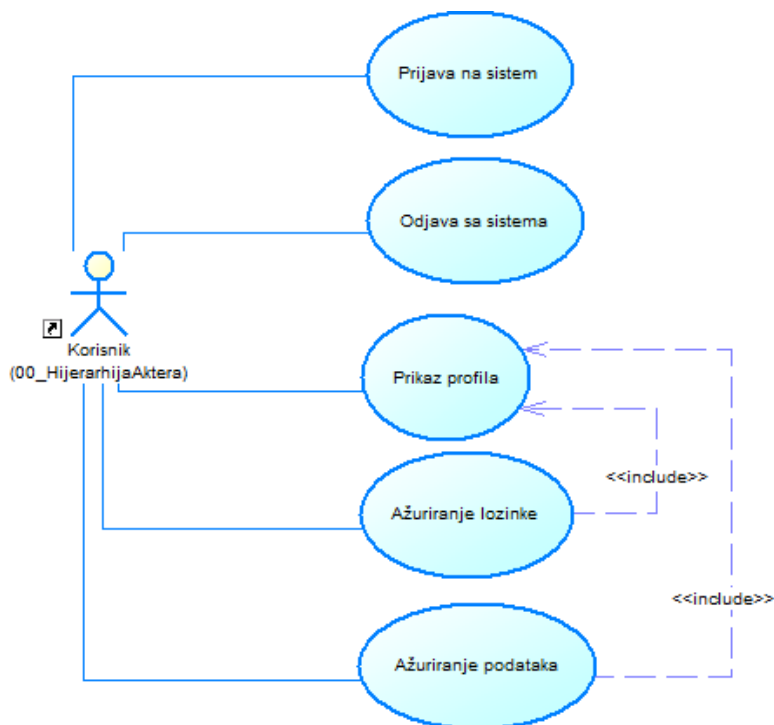 Prijava na sistem
Odjava sa sistema
Korisnik
(00_HijerarhijaAktera)
Prikaz profila
Ažuriranje lozinke
<<include>>
<<include>>
Ažuriranje podataka